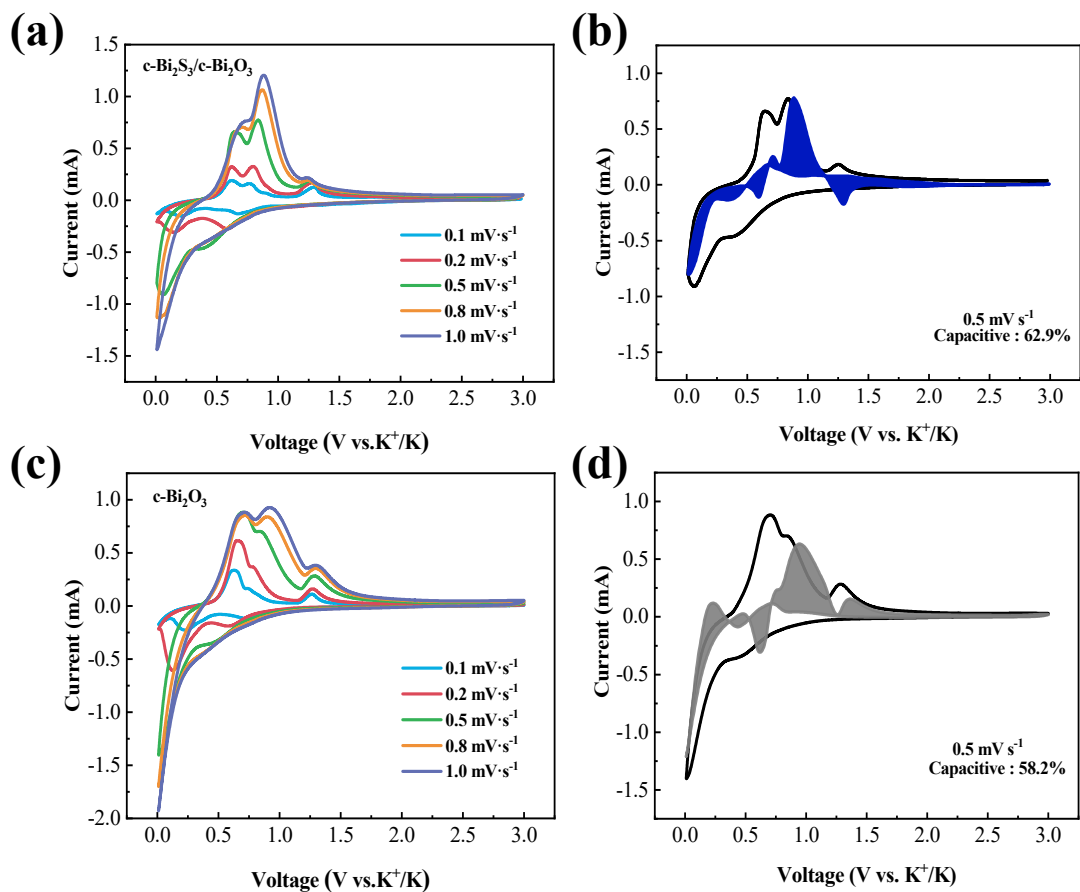 (a)
c-Bi₂S₃/c-Bi₂O₃
1.5
1.0
0.5
0.0
-0.5
-1.0
-1.5
Current (mA)
0.1 mV·s⁻¹
0.2 mV·s⁻¹
0.5 mV·s⁻¹
0.8 mV·s⁻¹
1.0 mV·s⁻¹
0.0 0.5 1.0 1.5 2.0 2.5 3.0
Voltage (V vs.K⁺/K)
(b)
1.5
1.0
0.5
0.0
-0.5
-1.0
-1.5
Current (mA)
0.5 mV s⁻¹
Capacitive : 62.9%
0.0 0.5 1.0 1.5 2.0 2.5 3.0
Voltage (V vs. K⁺/K)
(c)
c-Bi₂O₃
1.0
0.5
0.0
-0.5
-1.0
-1.5
-2.0
Current (mA)
0.1 mV·s⁻¹
0.2 mV·s⁻¹
0.5 mV·s⁻¹
0.8 mV·s⁻¹
1.0 mV·s⁻¹
0.0 0.5 1.0 1.5 2.0 2.5 3.0
Voltage (V vs.K⁺/K)
(d)
1.0
0.5
0.0
-0.5
-1.0
-1.5
Current (mA)
0.5 mV s⁻¹
Capacitive : 58.2%
0.0 0.5 1.0 1.5 2.0 2.5 3.0
Voltage (V vs. K⁺/K)